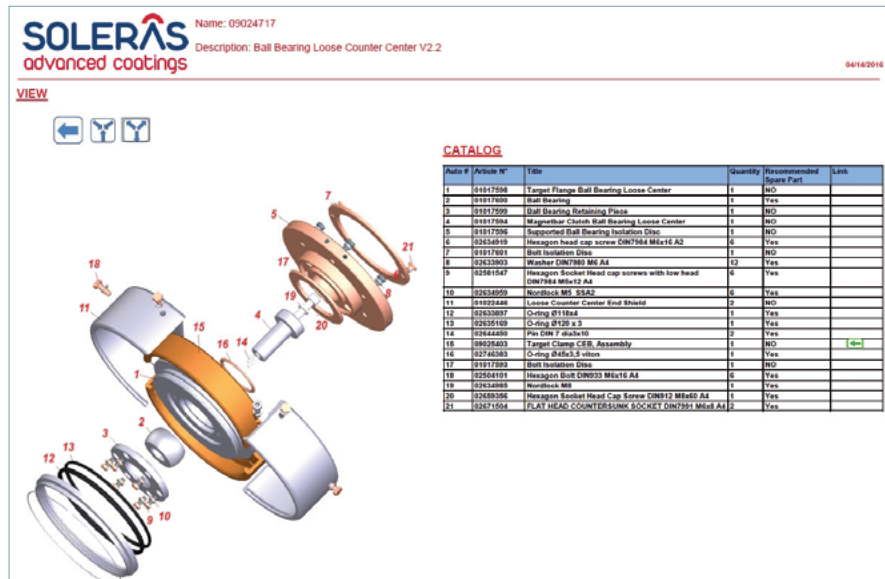 SOLERAS
advanced coatings
Name: 09024717
Description: Ball Bearing Loose Counter Center V2.2
04/14/2016
VIEW
CATALOG
Auto # Article N° Title Quantity Recommended Spare Part Link
1 01017598 Target Flange Ball Bearing Loose Center 1 NO
2 01017600 Ball Bearing 1 Yes
3 01017599 Ball Bearing Retaining Piece 1 NO
4 01017594 Magnetbar Clutch Ball Bearing Loose Center 1 NO
5 01017596 Supported Ball Bearing Isolation Disc 1 NO
6 02634919 Hexagon head cap screw DIN7984 M6x16 A2 6 Yes
7 01017601 Bolt Isolation Disc 1 NO
8 02633903 Washer DIN7980 M6 A4 12 Yes
9 02501547 Hexagon Socket Head cap screws with low head DIN7984 M5x12 A4 6 Yes
10 02634959 Nordlock M5 SSA2 6 Yes
11 01022446 Loose Counter Center End Shield 2 NO
12 02633897 O-ring Ø118x4 1 Yes
13 02635169 O-ring Ø120 x 3 1 Yes
14 02644450 Pin DIN 7 dia3x10 2 Yes
15 09025403 Target Clamp CEB, Assembly 1 NO
16 02746303 O-ring Ø45x3,5 viton 1 Yes
17 01017593 Bolt Isolation Disc 1 NO
18 02504101 Hexagon Bolt DIN933 M6x16 A4 6 Yes
19 02634985 Nordlock M8 1 Yes
20 02659356 Hexagon Socket Head Cap Screw DIN912 M8x60 A4 1 Yes
21 02671504 FLAT HEAD COUNTERSUNK SOCKET DIN7991 M6x8 A4 2 Yes
7
5
21
17
6
18
19
8
11
4
20
15
16
14
1
2
3
13
12
9
10